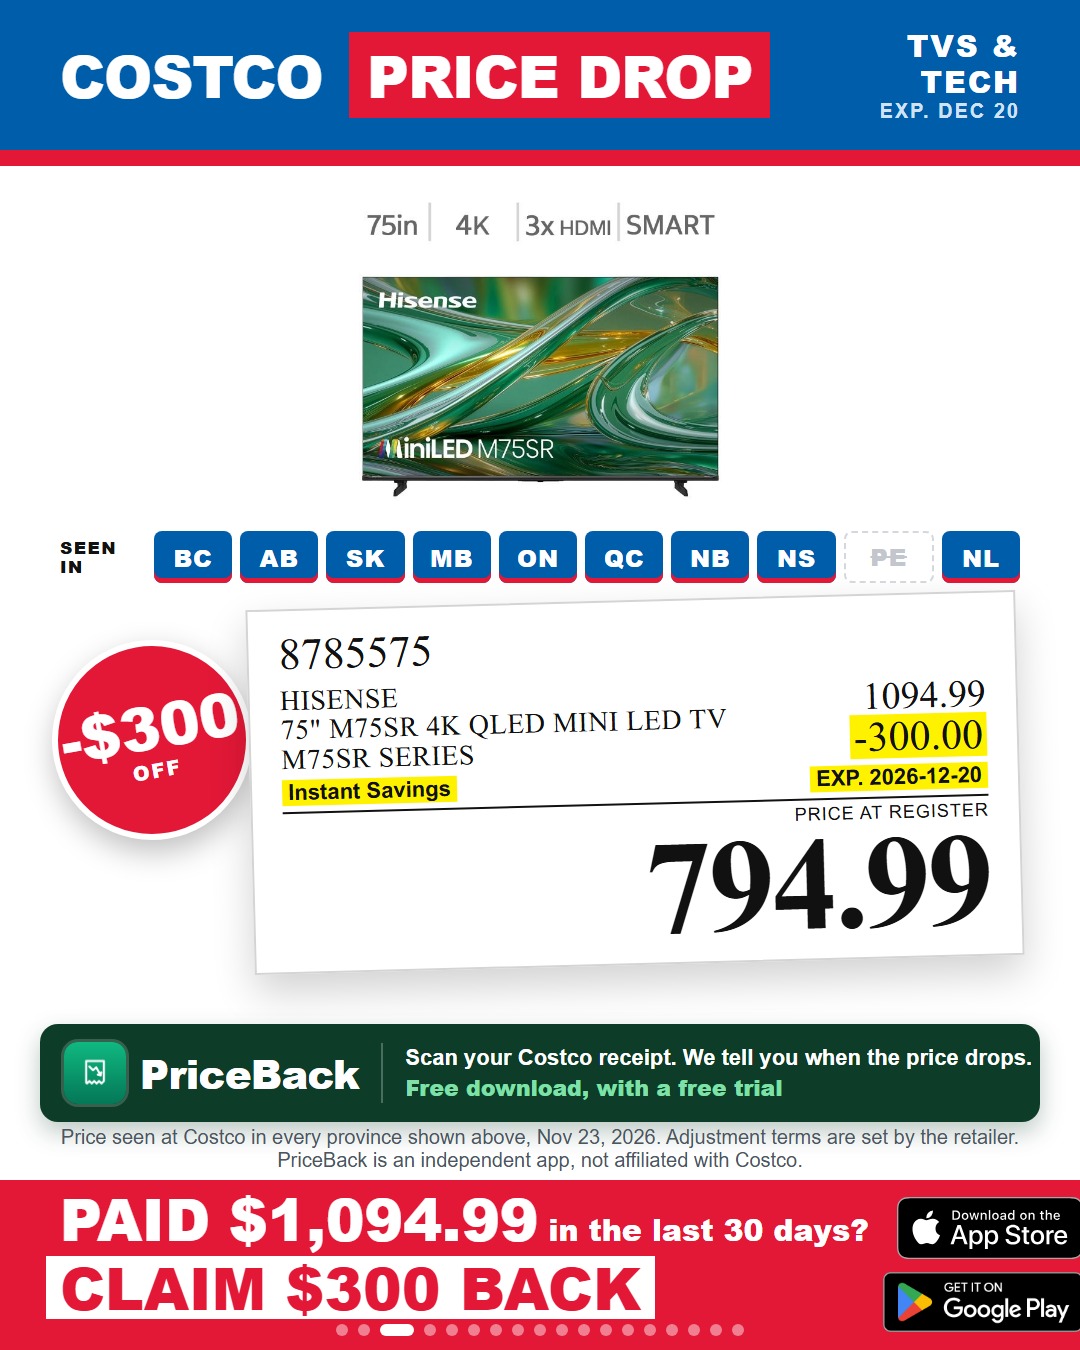 COSTCO PRICE DROP
TVS &
TECH
EXP. DEC 20
75in 4K 3x HDMI SMART
Hisense
MiniLED M75SR
SEEN
IN
BC AB SK MB ON QC NB NS PE NL
8785575
HISENSE
75" M75SR 4K QLED MINI LED TV
M75SR SERIES
Instant Savings
1094.99
-300.00
EXP. 2026-12-20
PRICE AT REGISTER
794.99
-$300
OFF
PriceBack
Scan your Costco receipt. We tell you when the price drops.
Free download, with a free trial
Price seen at Costco in every province shown above, Nov 23, 2026. Adjustment terms are set by the retailer.
PriceBack is an independent app, not affiliated with Costco.
PAID $1,094.99 in the last 30 days?
CLAIM $300 BACK
Download on the
App Store
GET IT ON
Google Play